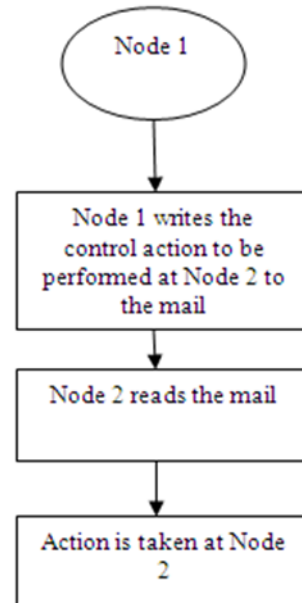 Node 1
Node 1 writes the
control action to be
performed at Node 2 to
the mail
Node 2 reads the mail
Action is taken at Node
2